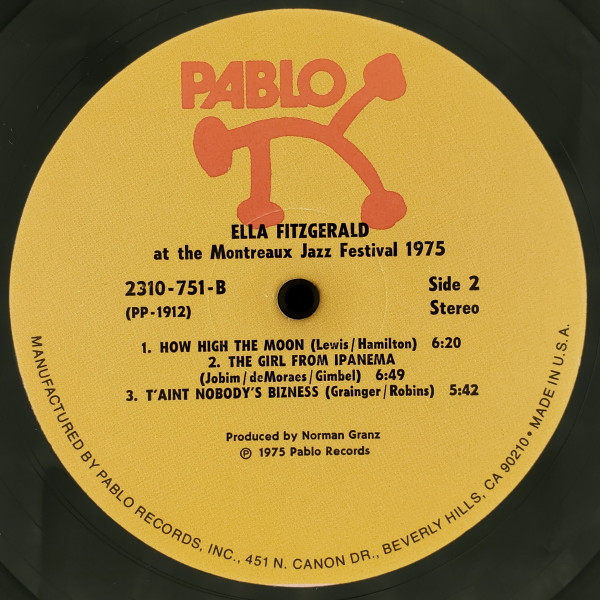 PABLO
ELLA FITZGERALD
at the Montreaux Jazz Festival 1975
2310-751-B
Side 2
(PP-1912)
Stereo
1. HOW HIGH THE MOON (Lewis/Hamilton) 6:20
2. THE GIRL FROM IPANEMA
(Jobim/deMoraes/Gimbel) 6:49
3. T'AINT NOBODY'S BIZNESS (Grainger/Robins) 5:42
Produced by Norman Granz
℗ 1975 Pablo Records
MANUFACTURED BY PABLO RECORDS, INC., 451 N. CANON DR., BEVERLY HILLS, CA 90210 • MADE IN U.S.A.